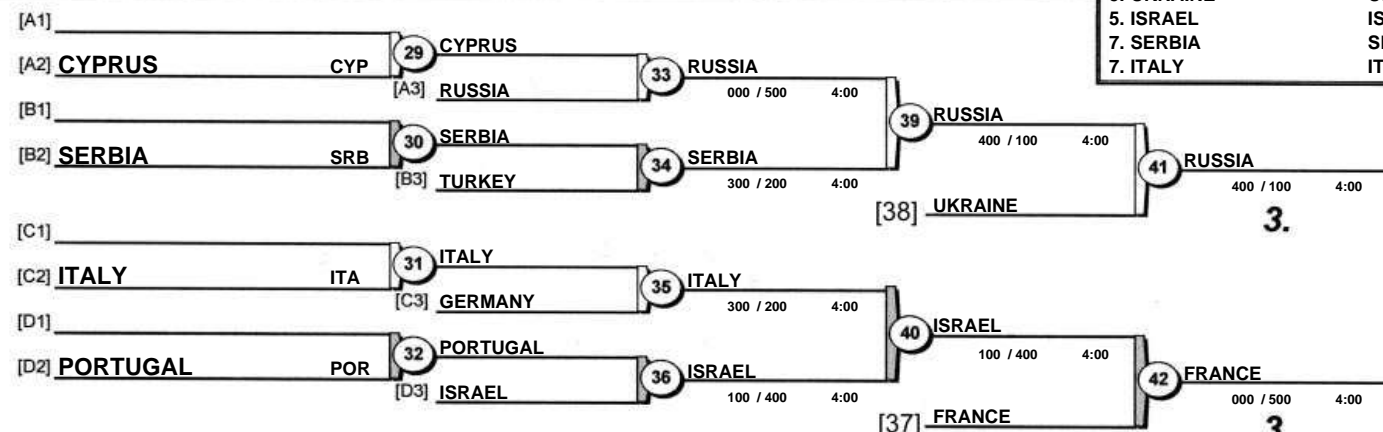 5. ISRAEL
7. SERBIA
7. ITALY
[A1]
[A2] CYPRUS CYP
29 CYPRUS
[A3] RUSSIA
33 RUSSIA
000 / 500 4:00
[B1]
[B2] SERBIA SRB
30 SERBIA
[B3] TURKEY
34 SERBIA
300 / 200 4:00
39 RUSSIA
400 / 100 4:00
[38] UKRAINE
41 RUSSIA
400 / 100 4:00
3.
[C1]
[C2] ITALY ITA
31 ITALY
[C3] GERMANY
35 ITALY
300 / 200 4:00
[D1]
[D2] PORTUGAL POR
32 PORTUGAL
[D3] ISRAEL
36 ISRAEL
100 / 400 4:00
40 ISRAEL
100 / 400 4:00
[37] FRANCE
42 FRANCE
000 / 500 4:00
3